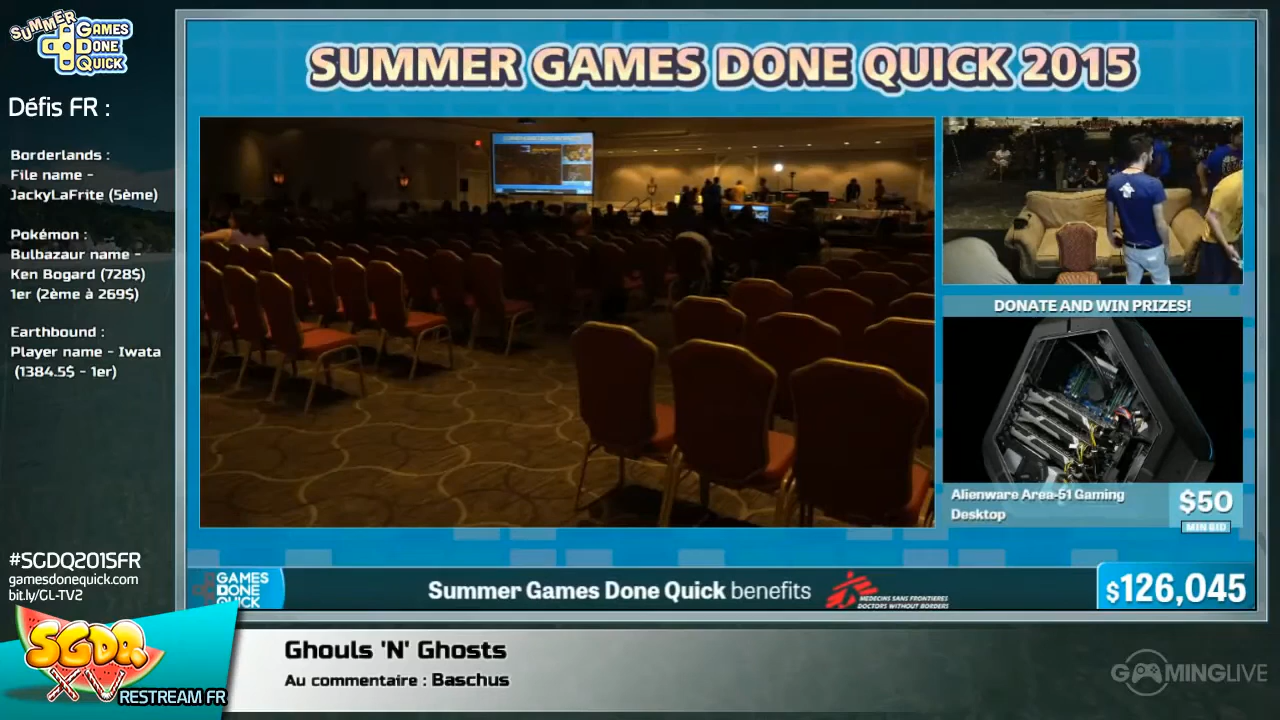 SUMMER
GAMES
DONE
QUICK
Défis FR :
Borderlands :
File name -
JackyLaFrite (5ème)
Pokémon :
Bulbazaur name -
Ken Bogard (728$)
1er (2ème à 269$)
Earthbound :
Player name - Iwata
(1384.5$ - 1er)
#SGDQ2015FR
gamesdonequick.com
bit.ly/GL-TV2
SGDQ
XV
RESTREAM FR
SUMMER GAMES DONE QUICK 2015
DONATE AND WIN PRIZES!
Alienware Area-51 Gaming
Desktop
$50
MIN BID
GAMES
DONE
QUICK
Summer Games Done Quick benefits
MEDECINS SANS FRONTIERES
DOCTORS WITHOUT BORDERS
$126,045
Ghouls 'N' Ghosts
Au commentaire : Baschus
GAMINGLIVE